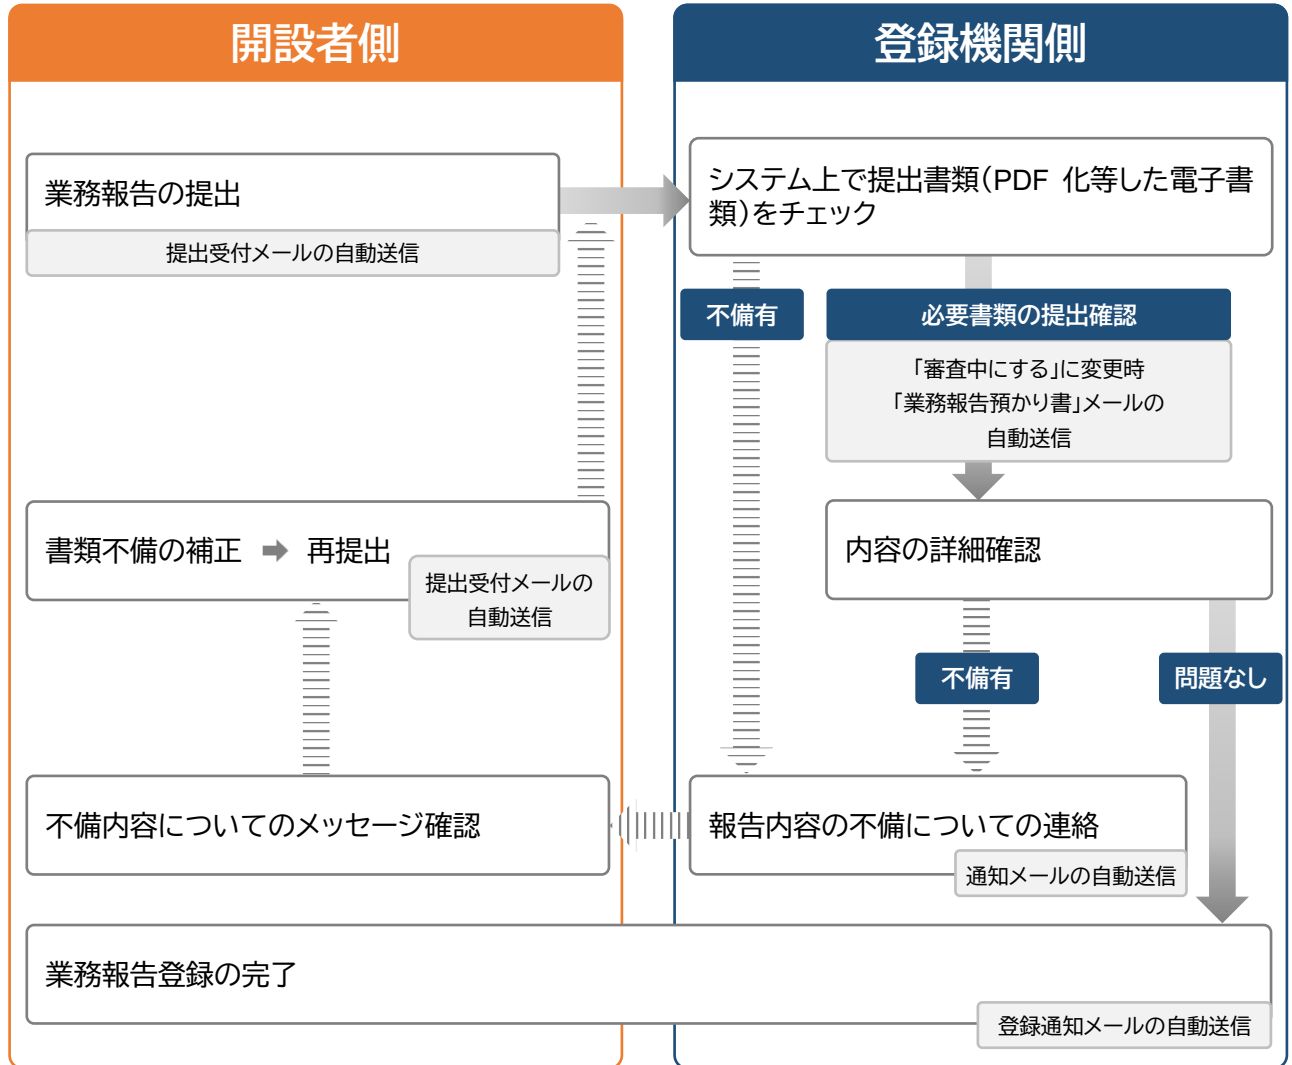 開設者側
登録機関側
業務報告の提出
提出受付メールの自動送信
システム上で提出書類(PDF 化等した電子書
類)をチェック
不備有
必要書類の提出確認
「審査中にする」に変更時
「業務報告預かり書」メールの
自動送信
書類不備の補正 ➡ 再提出
提出受付メールの
自動送信
内容の詳細確認
不備有
問題なし
不備内容についてのメッセージ確認
報告内容の不備についての連絡
通知メールの自動送信
業務報告登録の完了
登録通知メールの自動送信